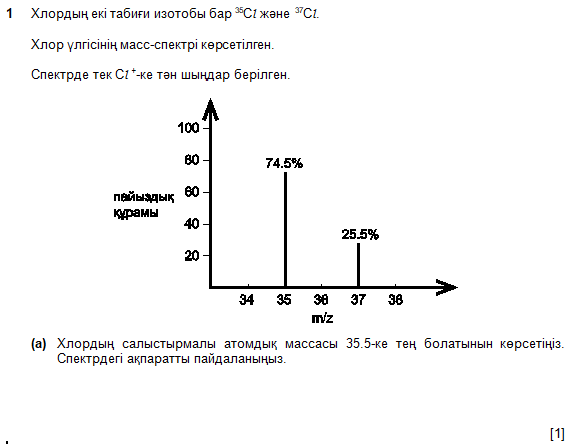 1 Хлордың екі табиғи изотобы бар ³⁵Cl және ³⁷Cl.
Хлор үлгісінің масс-спектрі көрсетілген.
Спектрде тек Cl⁺-ке тән шыңдар берілген.
100
80
60
40
20
74.5%
25.5%
пайыздық
құрамы
34 35 36 37 38
m/z
(a) Хлордың салыстырмалы атомдық массасы 35.5-ке тең болатынын көрсетіңіз.
Спектрдегі ақпаратты пайдаланыңыз.
[1]